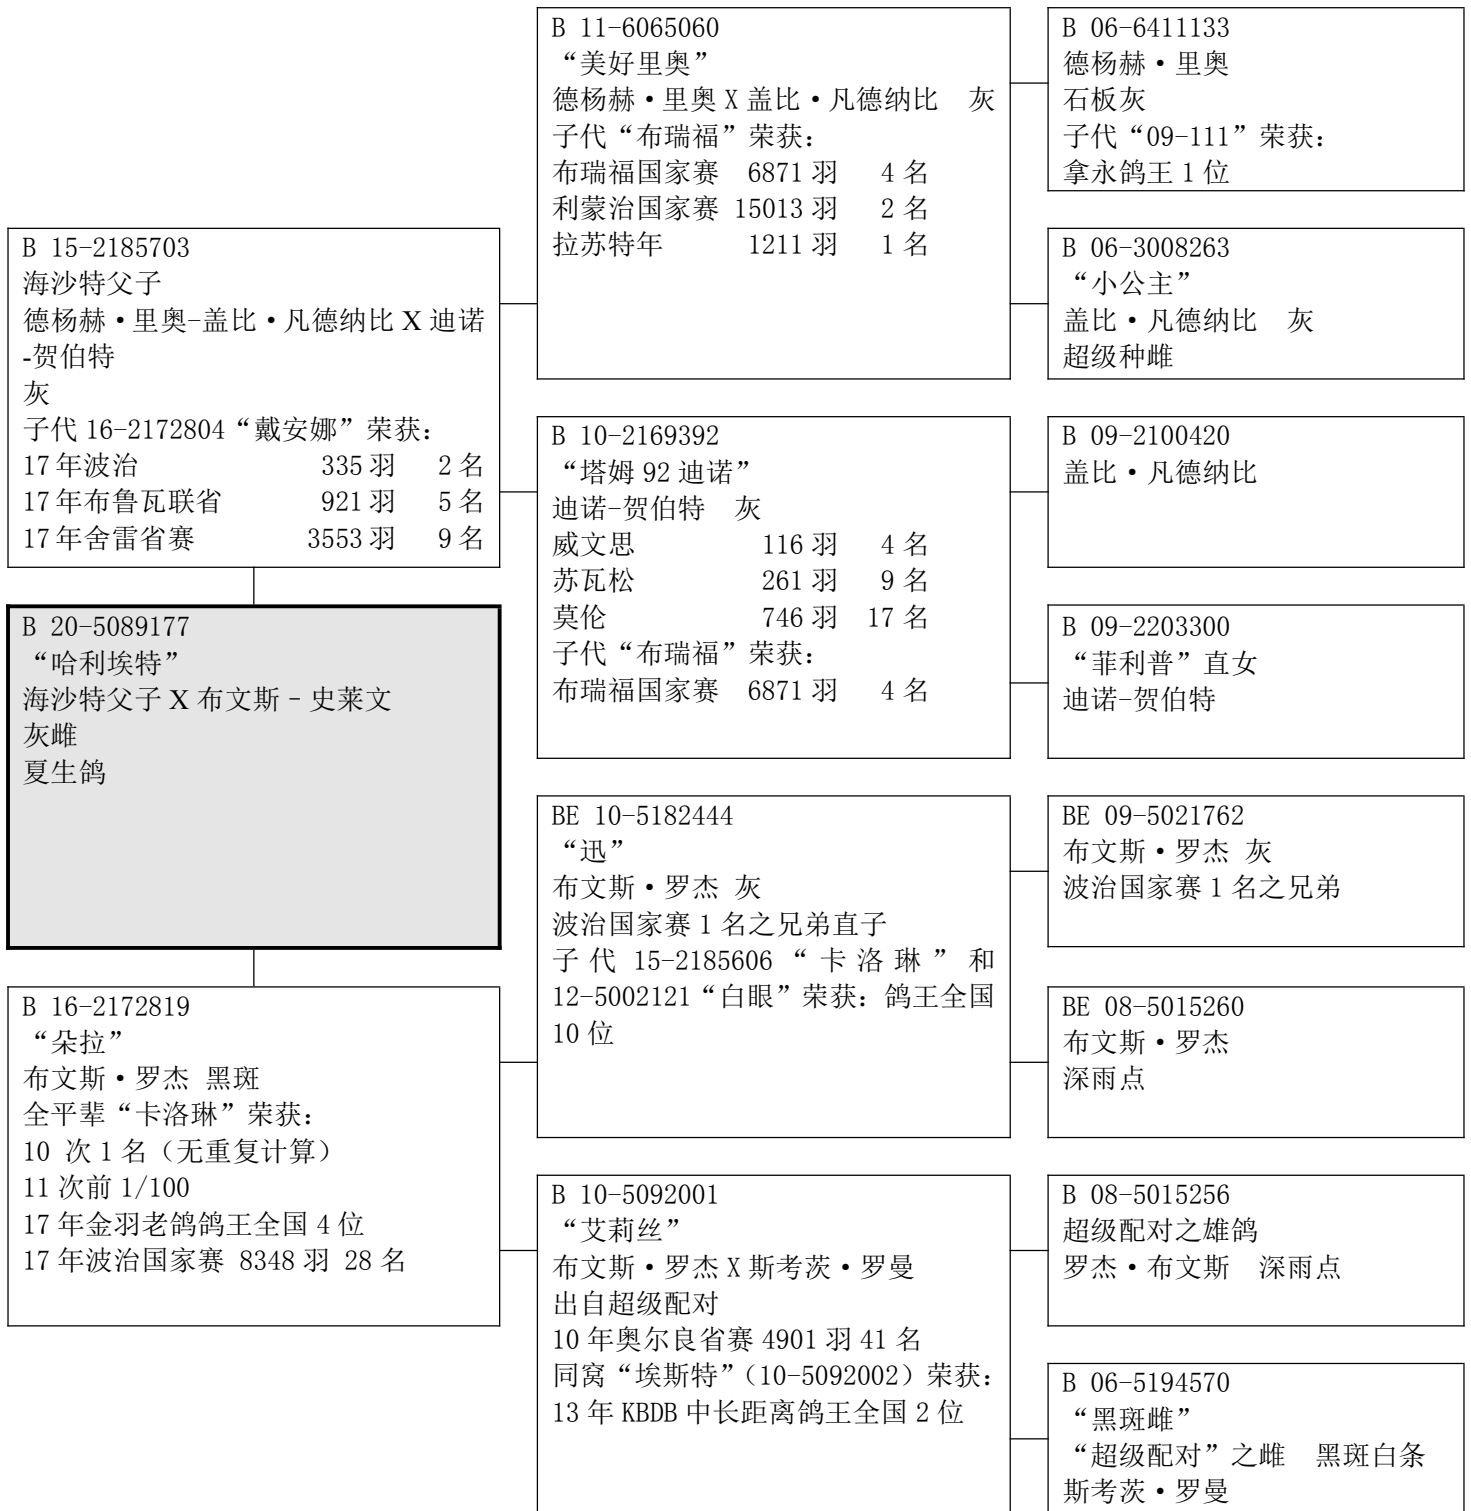 B 15-2185703
海沙特父子
德杨赫·里奥-盖比·凡德纳比 X 迪诺
-贺伯特
灰
子代 16-2172804“戴安娜”荣获：
17 年波治 335 羽 2 名
17 年布鲁瓦联省 921 羽 5 名
17 年舍雷省赛 3553 羽 9 名
B 20-5089177
“哈利埃特”
海沙特父子 X 布文斯–史莱文
灰雌
夏生鸽
B 16-2172819
“朵拉”
布文斯·罗杰 黑斑
全平辈“卡洛琳”荣获：
10 次 1 名（无重复计算）
11 次前 1/100
17 年金羽老鸽鸽王全国 4 位
17 年波治国家赛 8348 羽 28 名
B 11-6065060
“美好里奥”
德杨赫·里奥 X 盖比·凡德纳比 灰
子代“布瑞福”荣获：
布瑞福国家赛 6871 羽 4 名
利蒙治国家赛 15013 羽 2 名
拉苏特年 1211 羽 1 名
B 10-2169392
“塔姆 92 迪诺”
迪诺-贺伯特 灰
威文思 116 羽 4 名
苏瓦松 261 羽 9 名
莫伦 746 羽 17 名
子代“布瑞福”荣获：
布瑞福国家赛 6871 羽 4 名
BE 10-5182444
“迅”
布文斯·罗杰 灰
波治国家赛 1 名之兄弟直子
子代 15-2185606“卡洛琳”和
12-5002121“白眼”荣获：鸽王全国
10 位
B 10-5092001
“艾莉丝”
布文斯·罗杰 X 斯考茨·罗曼
出自超级配对
10 年奥尔良省赛 4901 羽 41 名
同窝“埃斯特”（10-5092002）荣获：
13 年 KBDB 中长距离鸽王全国 2 位
B 06-6411133
德杨赫·里奥
石板灰
子代“09-111”荣获：
拿永鸽王 1 位
B 06-3008263
“小公主”
盖比·凡德纳比 灰
超级种雌
B 09-2100420
盖比·凡德纳比
B 09-2203300
“菲利普”直女
迪诺-贺伯特
BE 09-5021762
布文斯·罗杰 灰
波治国家赛 1 名之兄弟
BE 08-5015260
布文斯·罗杰
深雨点
B 08-5015256
超级配对之雄鸽
罗杰·布文斯 深雨点
B 06-5194570
“黑斑雌”
“超级配对”之雌 黑斑白条
斯考茨·罗曼